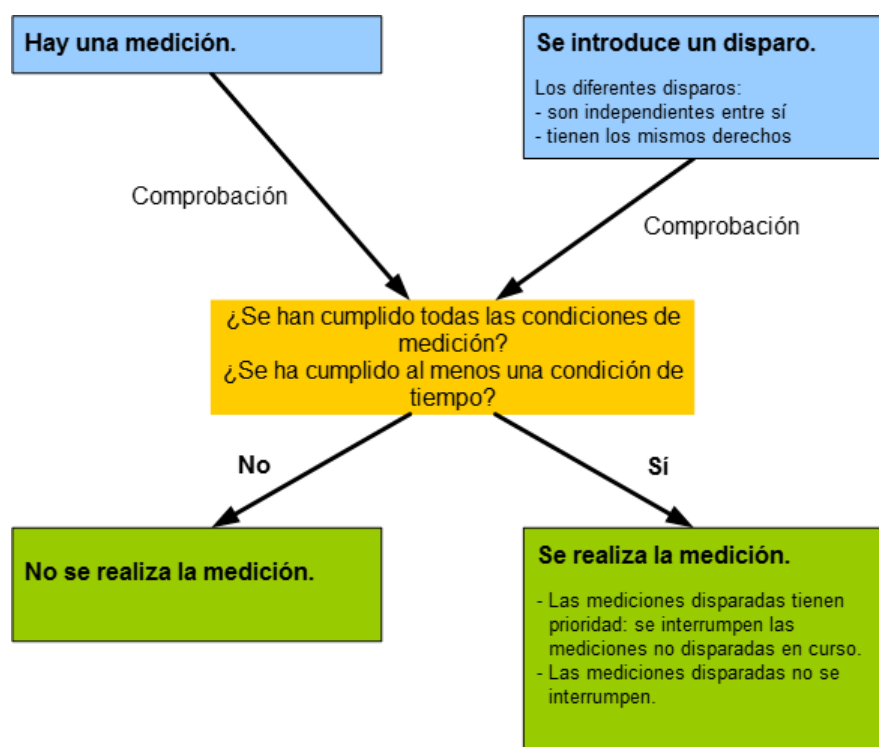 Hay una medición.
Se introduce un disparo.
Los diferentes disparos:
- son independientes entre sí
- tienen los mismos derechos
Comprobación
Comprobación
¿Se han cumplido todas las condiciones de
medición?
¿Se ha cumplido al menos una condición de
tiempo?
No
Sí
No se realiza la medición.
Se realiza la medición.
- Las mediciones disparadas tienen
prioridad: se interrumpen las
mediciones no disparadas en curso.
- Las mediciones disparadas no se
interrumpen.